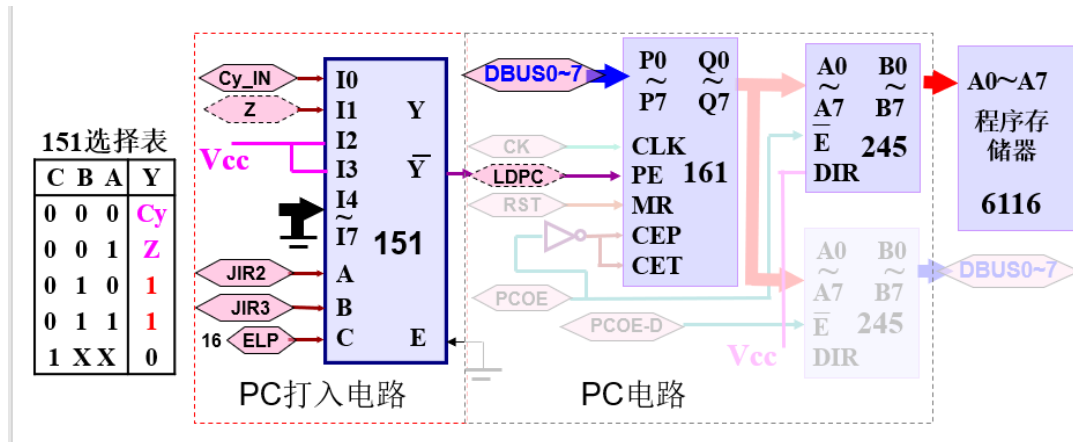 151选择表
C B A Y
0 0 0 Cy
0 0 1 Z
0 1 0 1
0 1 1 1
1 X X 0
Cy_IN
Z
Vcc
JIR2
JIR3
16 ELP
I0
I1
I2
I3
I4
~
I7
A
B
C
Y
Y̅
151
E
PC打入电路
DBUS0~7
CK
LDPC
RST
PCOE
PCOE-D
P0
~
P7
Q0
~
Q7
CLK
PE
161
MR
CEP
CET
Vcc
A0
~
A7
B0
~
B7
E̅
245
DIR
A0
~
A7
B0
~
B7
E̅
245
DIR
DBUS0~7
A0～A7
程序存
储器
6116
PC电路